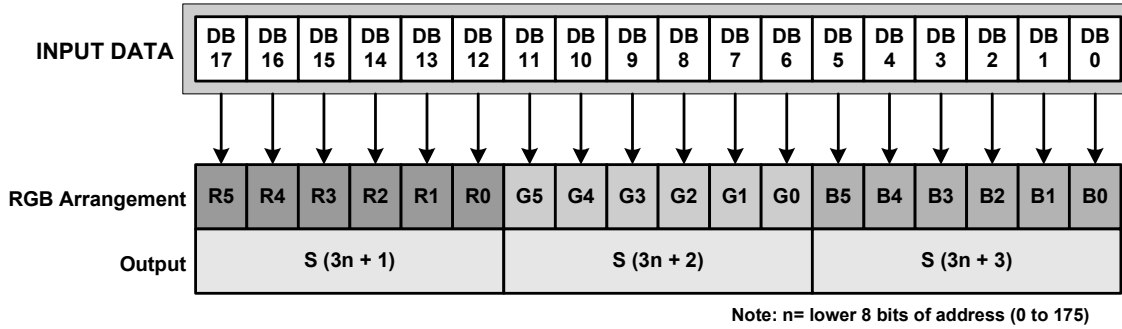 INPUT DATA
DB 17 DB 16 DB 15 DB 14 DB 13 DB 12 DB 11 DB 10 DB 9 DB 8 DB 7 DB 6 DB 5 DB 4 DB 3 DB 2 DB 1 DB 0
RGB Arrangement R5 R4 R3 R2 R1 R0 G5 G4 G3 G2 G1 G0 B5 B4 B3 B2 B1 B0
Output S (3n + 1) S (3n + 2) S (3n + 3)
Note: n= lower 8 bits of address (0 to 175)